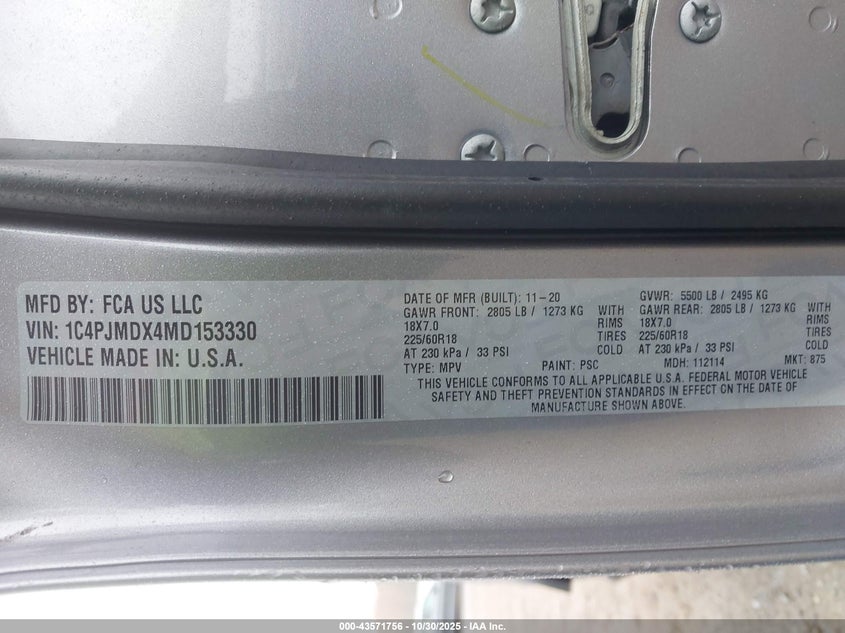 MFD BY: FCA US LLC
VIN: 1C4PJMDX4MD153330
VEHICLE MADE IN: U.S.A.
DATE OF MFR (BUILT): 11-20 GVWR: 5500 LB / 2495 KG
GAWR FRONT: 2805 LB / 1273 KG WITH GAWR REAR: 2805 LB / 1273 KG WITH
18X7.0 RIMS 18X7.0 RIMS
225/60R18 TIRES 225/60R18 TIRES
AT 230 kPa / 33 PSI COLD AT 230 kPa / 33 PSI COLD
TYPE: MPV PAINT: PSC MDH: 112114 MKT: 875
THIS VEHICLE CONFORMS TO ALL APPLICABLE U.S.A. FEDERAL MOTOR VEHICLE
SAFETY AND THEFT PREVENTION STANDARDS IN EFFECT ON THE DATE OF
MANUFACTURE SHOWN ABOVE.
000-43571756 - 10/30/2025 - IAA Inc.